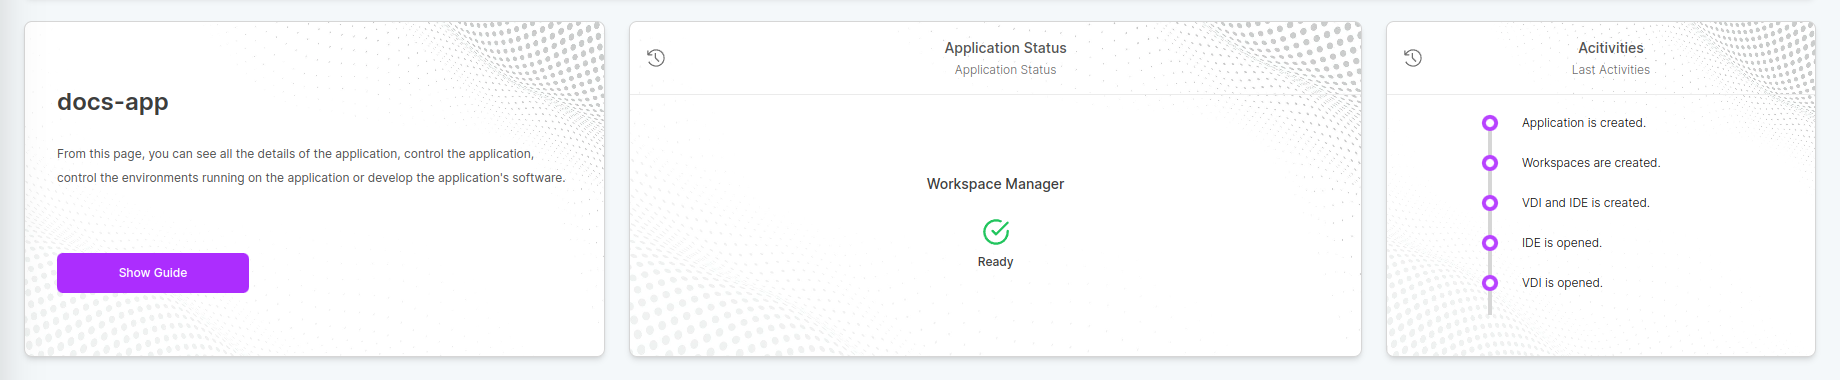 docs-app
From this page, you can see all the details of the application, control the application,
control the environments running on the application or develop the application's software.
Show Guide
Application Status
Application Status
Workspace Manager
Ready
Acitivities
Last Activities
Application is created.
Workspaces are created.
VDI and IDE is created.
IDE is opened.
VDI is opened.